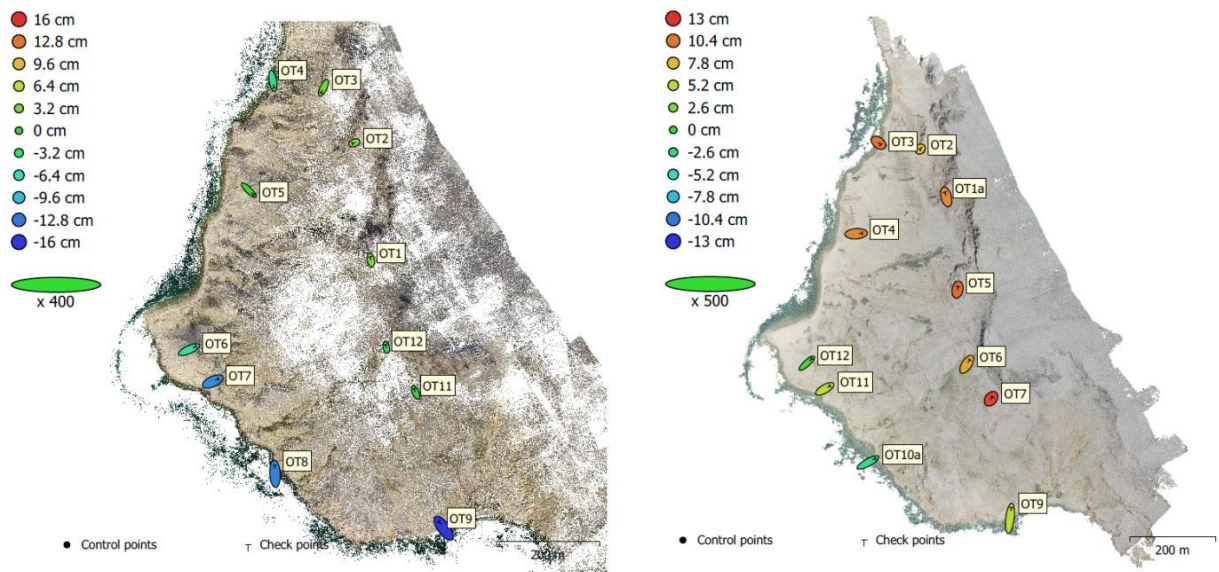 16 cm
12.8 cm
9.6 cm
6.4 cm
3.2 cm
0 cm
-3.2 cm
-6.4 cm
-9.6 cm
-12.8 cm
-16 cm
x 400
OT4
OT3
OT2
OT5
OT1
OT6
OT12
OT7
OT11
OT8
OT9
Control points
Check points
200 m
13 cm
10.4 cm
7.8 cm
5.2 cm
2.6 cm
0 cm
-2.6 cm
-5.2 cm
-7.8 cm
-10.4 cm
-13 cm
x 500
OT3
OT2
OT1a
OT4
OT5
OT12
OT6
OT11
OT7
OT10a
OT9
Control points
Check points
200 m